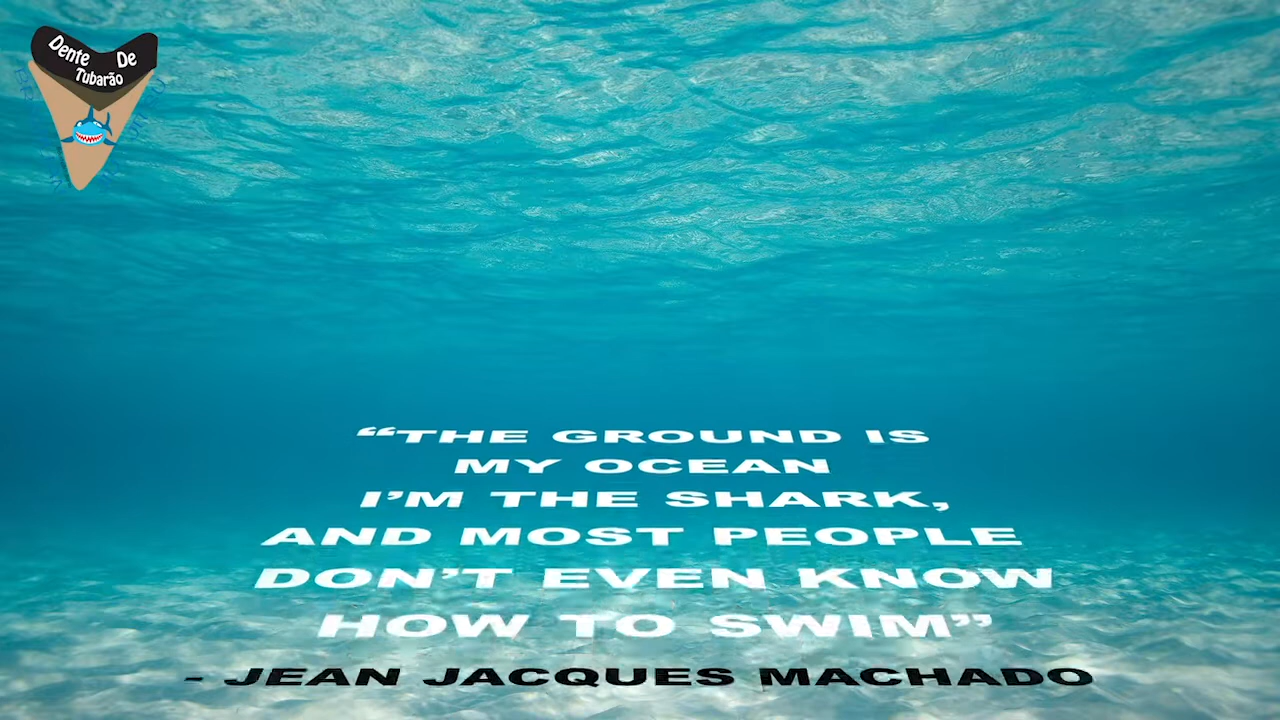 Dente De
Tubarão
“THE GROUND IS
MY OCEAN
I’M THE SHARK,
AND MOST PEOPLE
DON’T EVEN KNOW
HOW TO SWIM”
- JEAN JACQUES MACHADO